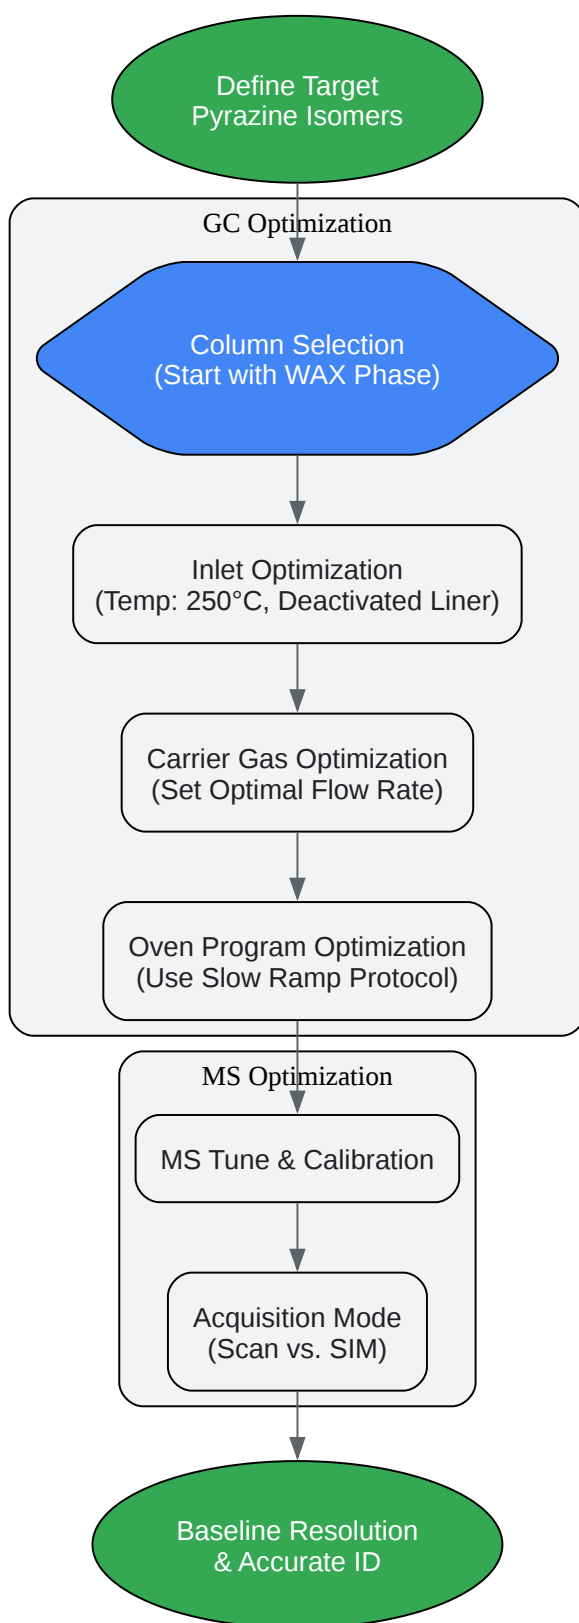 Define Target
Pyrazine Isomers
GC Optimization
Column Selection
(Start with WAX Phase)
Inlet Optimization
(Temp: 250°C, Deactivated Liner)
Carrier Gas Optimization
(Set Optimal Flow Rate)
Oven Program Optimization
(Use Slow Ramp Protocol)
MS Optimization
MS Tune & Calibration
Acquisition Mode
(Scan vs. SIM)
Baseline Resolution
& Accurate ID